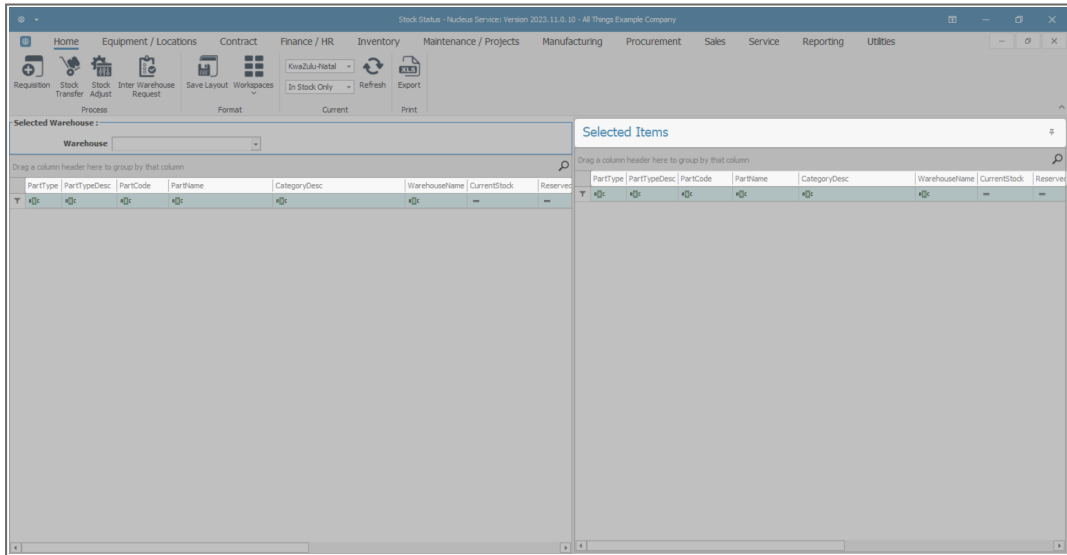 Stock Status - Nucleus Service: Version 2023.11.0.10 - All Things Example Company
Home Equipment / Locations Contract Finance / HR Inventory Maintenance / Projects Manufacturing Procurement Sales Service Reporting Utilities
Requisition Stock Transfer Stock Adjust Inter Warehouse Request Save Layout Workspaces KwaZulu-Natal In Stock Only Refresh XLS Export
Process Format Current Print
Selected Warehouse :
Warehouse
Drag a column header here to group by that column
PartType PartTypeDesc PartCode PartName CategoryDesc WarehouseName CurrentStock Reserved
Selected Items
Drag a column header here to group by that column
PartType PartTypeDesc PartCode PartName CategoryDesc WarehouseName CurrentStock Reserved